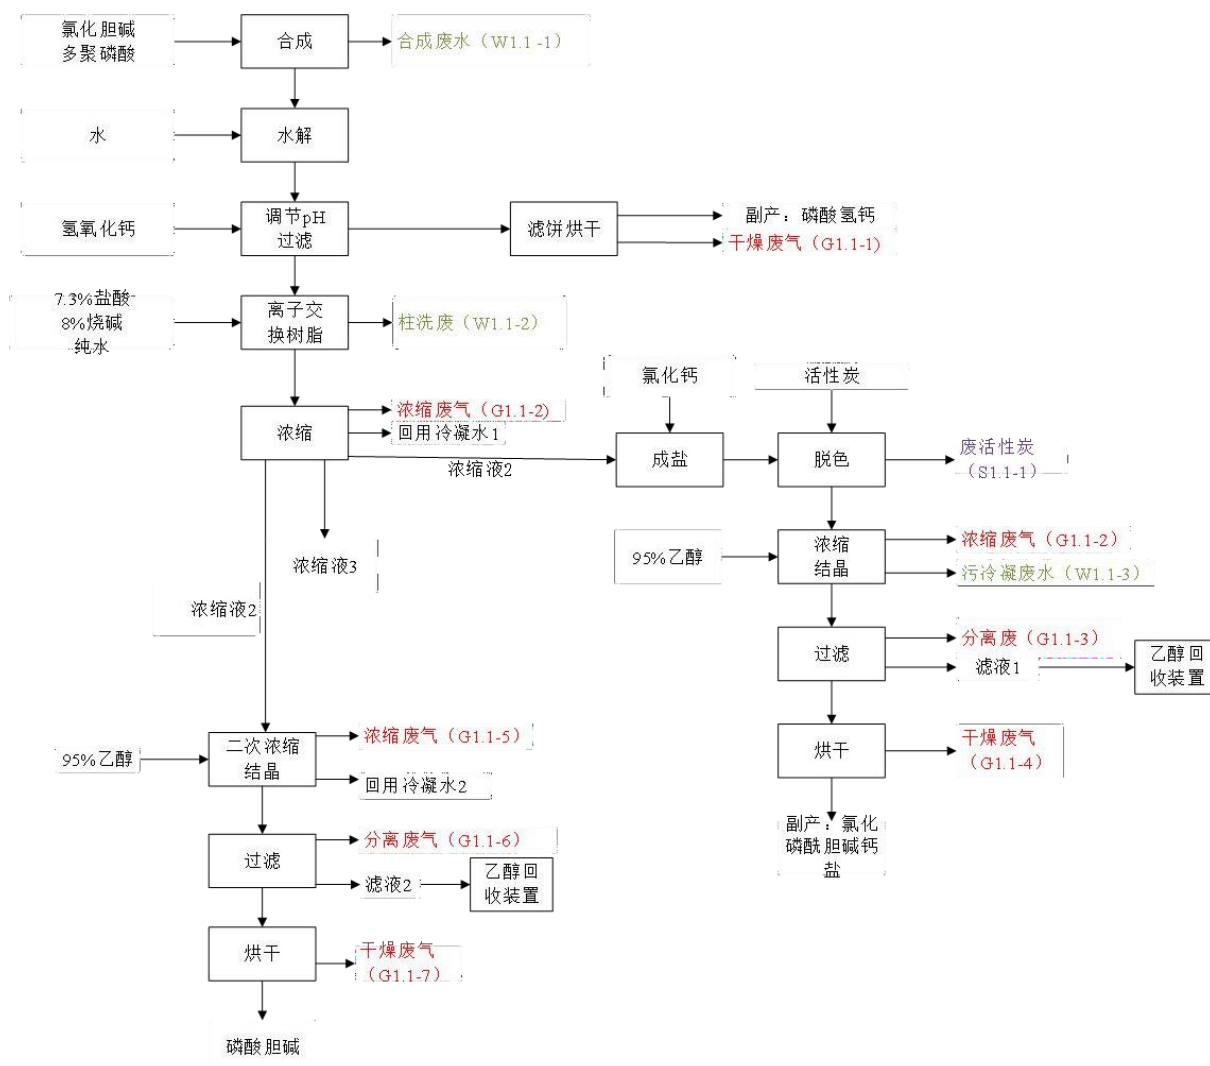 氯化胆碱
多聚磷酸
合成
合成废水（W1.1 -1）
水
水解
氢氧化钙
调节pH
过滤
滤饼烘干
副产：磷酸氢钙
干燥废气（G1.1-1)
7.3%盐酸
8%烧碱
纯水
离子交
换树脂
柱洗废（W1.1-2）
氯化钙
活性炭
浓缩
浓缩废气（G1.1-2)
回用冷凝水1
浓缩液2
成盐
脱色
废活性炭
（S1.1-1）
浓缩液3
95%乙醇
浓缩
结晶
浓缩废气（G1.1-2）
污冷凝废水（W1.1-3）
浓缩液2
过滤
分离废（G1.1-3）
滤液1
乙醇回
收装置
95%乙醇
二次浓缩
结晶
浓缩废气（G1.1-5）
回用冷凝水2
烘干
干燥废气
（G1.1-4）
副产：氯化
磷酰胆碱钙
盐
过滤
分离废气（G1.1-6）
滤液2
乙醇回
收装置
烘干
干燥废气
（G1.1-7）
磷酸胆碱